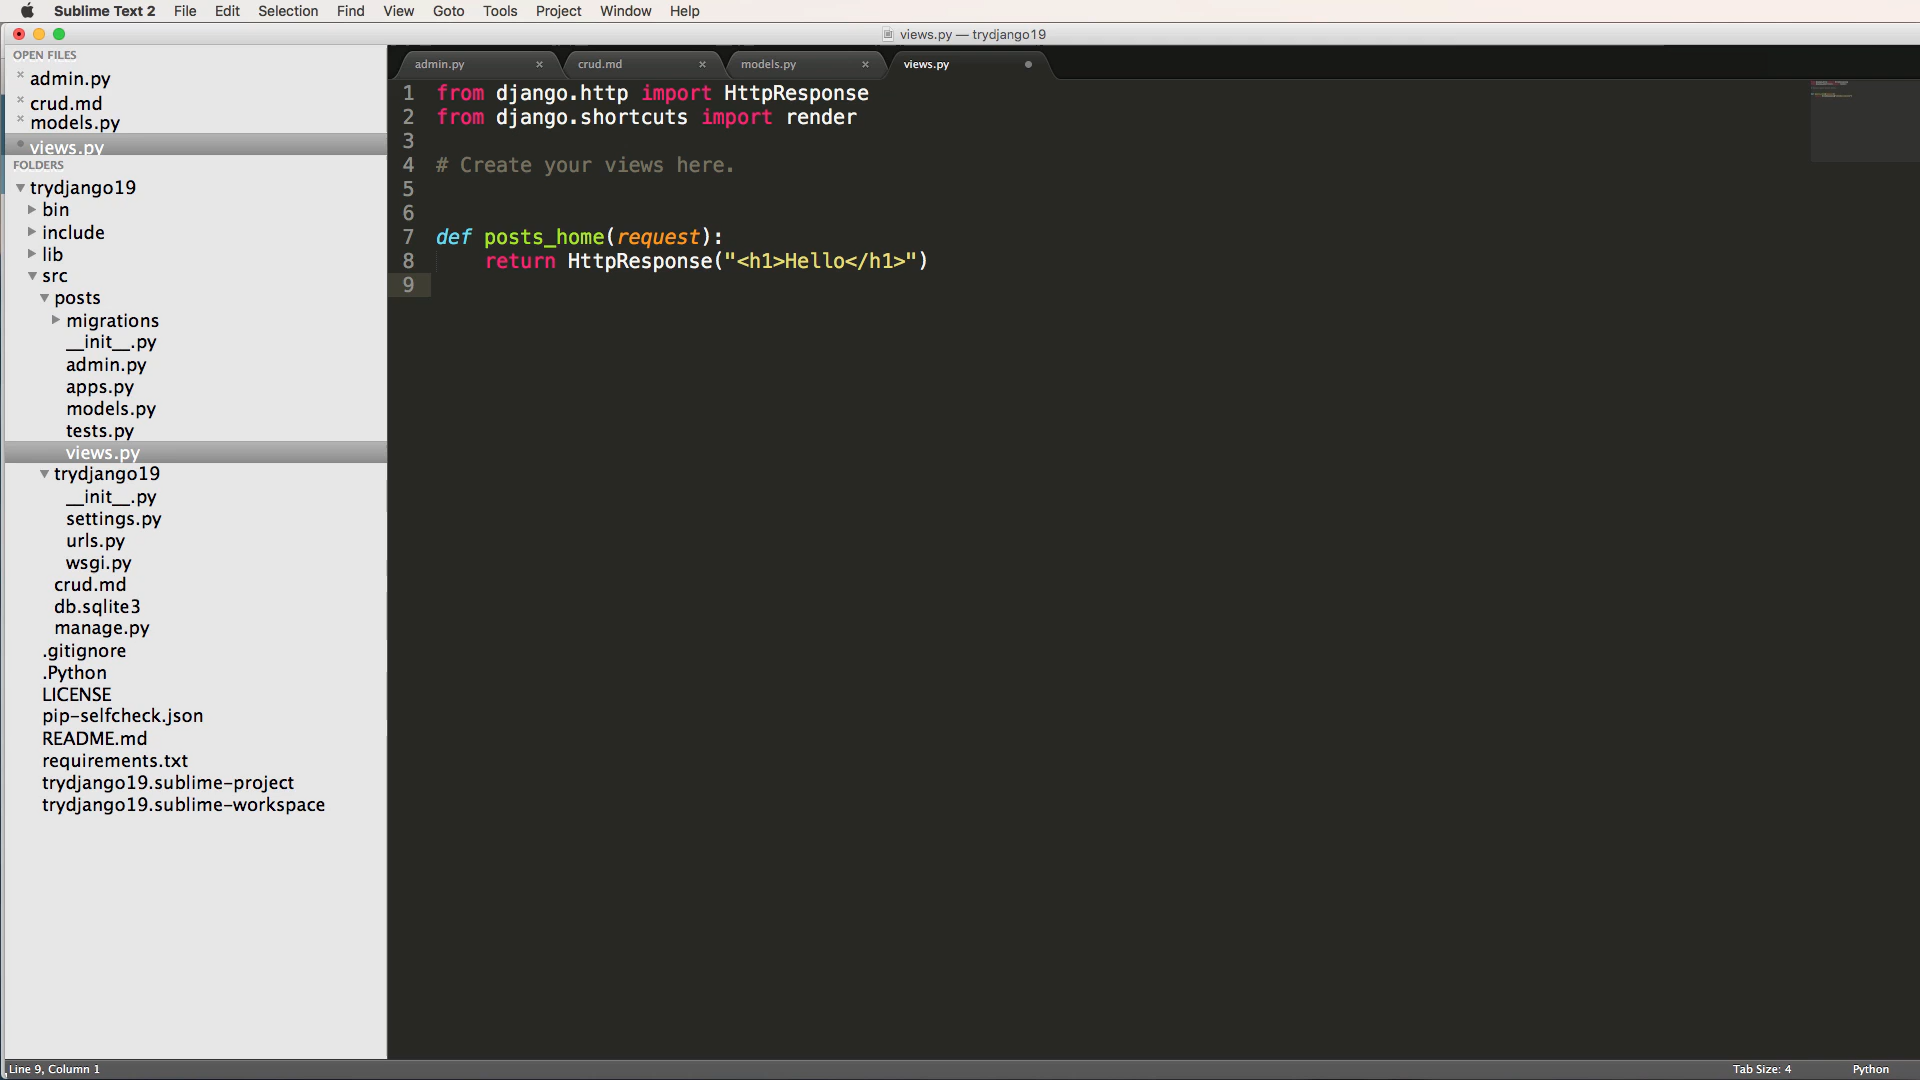 Sublime Text 2 File Edit Selection Find View Goto Tools Project Window Help
views.py — trydjango19
OPEN FILES
admin.py
crud.md
models.py
views.py
FOLDERS
trydjango19
bin
include
lib
src
posts
migrations
__init__.py
admin.py
apps.py
models.py
tests.py
views.py
trydjango19
__init__.py
settings.py
urls.py
wsgi.py
crud.md
db.sqlite3
manage.py
.gitignore
.Python
LICENSE
pip-selfcheck.json
README.md
requirements.txt
trydjango19.sublime-project
trydjango19.sublime-workspace
admin.py crud.md models.py views.py
1 from django.http import HttpResponse
2 from django.shortcuts import render
3
4 # Create your views here.
5
6
7 def posts_home(request):
8     return HttpResponse("<h1>Hello</h1>")
9
Line 9, Column 1 Tab Size: 4 Python